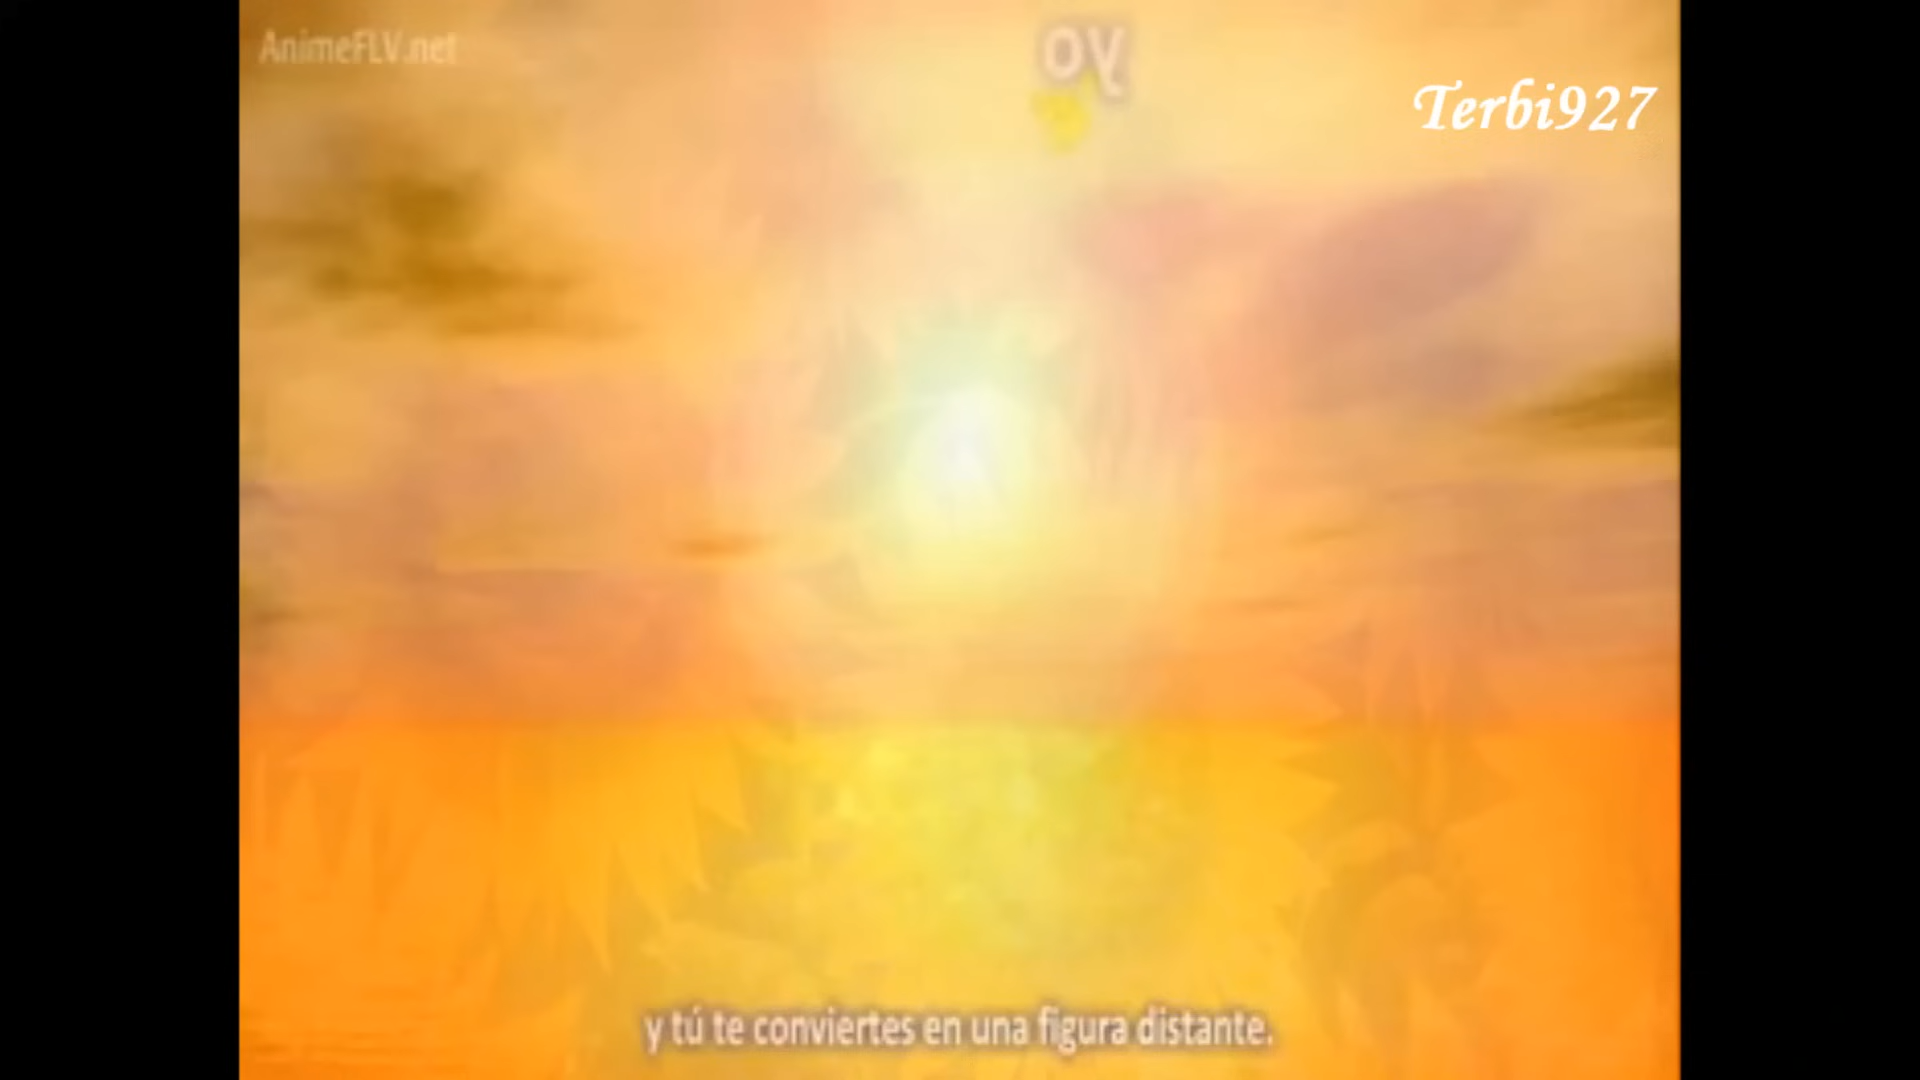 AnimeFLV.net
oy
Terbi927
y tú te conviertes en una figura distante.